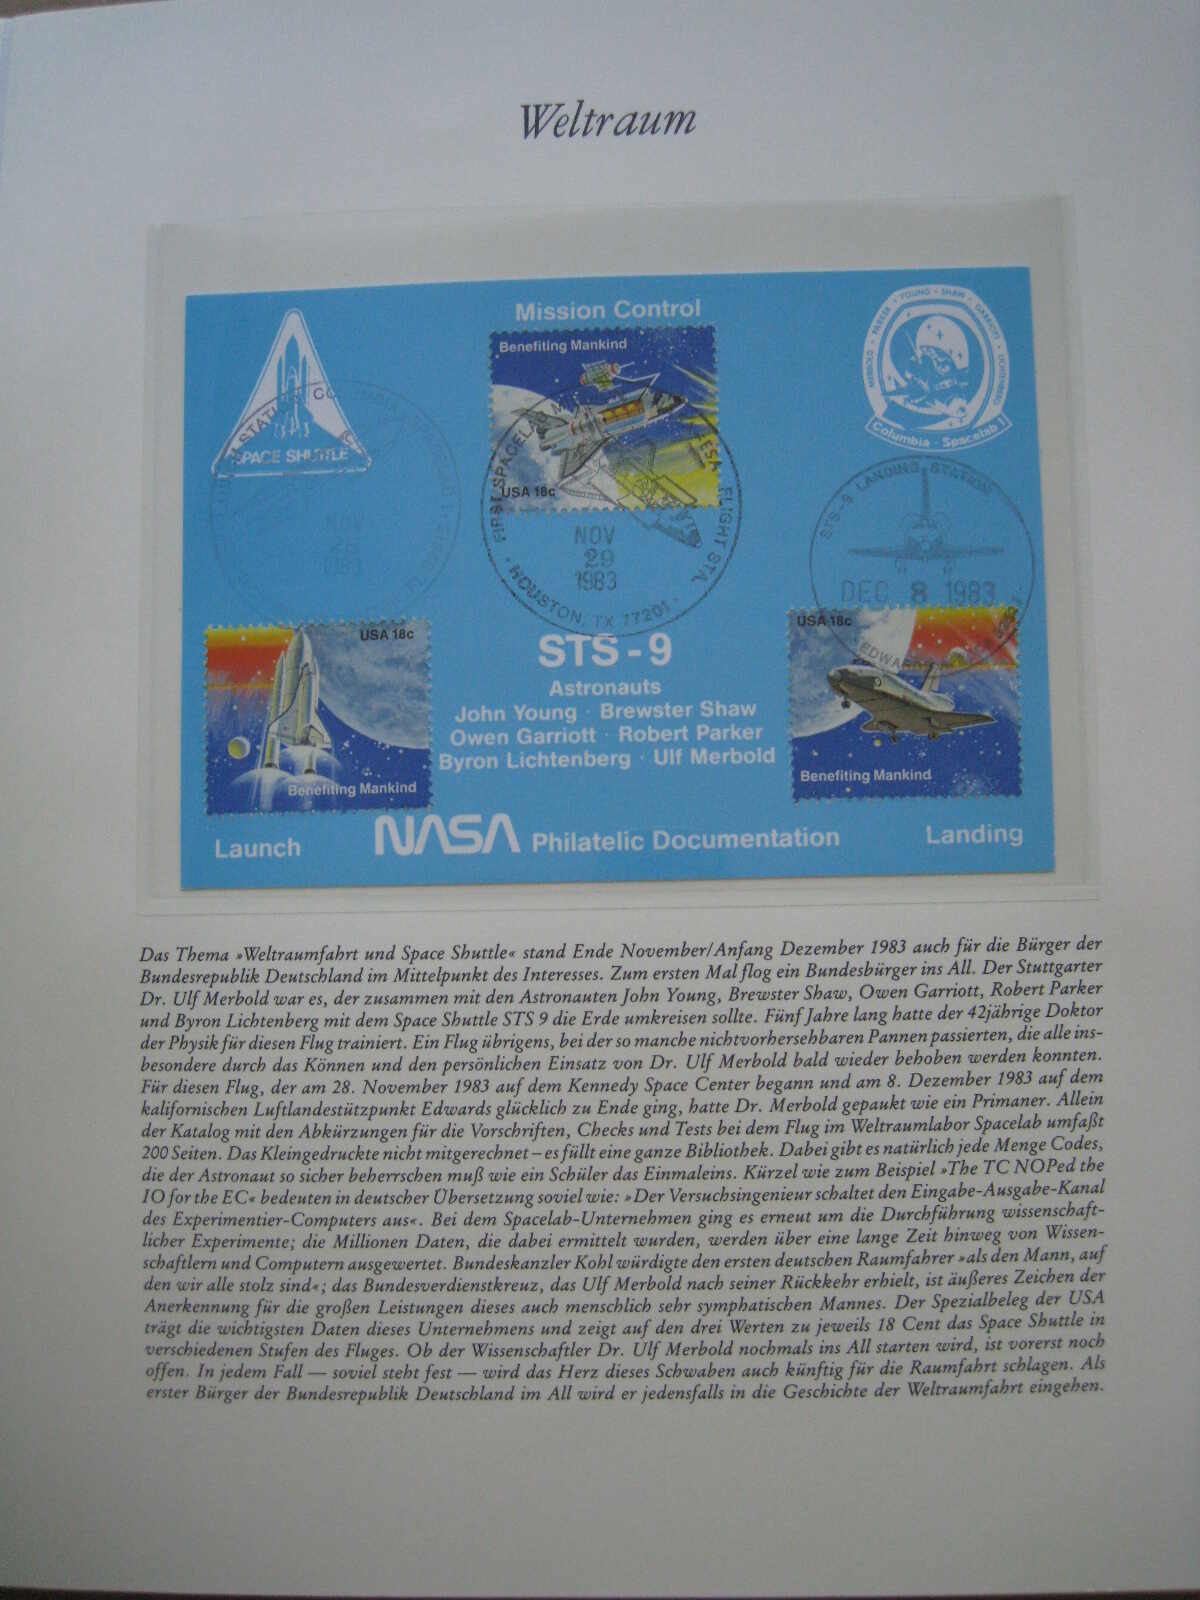 Weltraum
Mission Control
MERBOLD · PARKER · YOUNG · SHAW · GARRIOTT · LICHTENBERG
Columbia · Spacelab 1
SPACE SHUTTLE
Benefiting Mankind
USA 18c
FIRST SPACELAB
FLIGHT STA.
NOV
29
1983
HOUSTON, TX 77201
NOV
1983
STS-9 LANDING STATION
DEC 8 1983
USA 18c
Benefiting Mankind
USA 18c
Benefiting Mankind
STS-9
Astronauts
John Young · Brewster Shaw
Owen Garriott · Robert Parker
Byron Lichtenberg · Ulf Merbold
Launch
NASA Philatelic Documentation
Landing
Das Thema »Weltraumfahrt und Space Shuttle« stand Ende November/Anfang Dezember 1983 auch für die Bürger der
Bundesrepublik Deutschland im Mittelpunkt des Interesses. Zum ersten Mal flog ein Bundesbürger ins All. Der Stuttgarter
Dr. Ulf Merbold war es, der zusammen mit den Astronauten John Young, Brewster Shaw, Owen Garriott, Robert Parker
und Byron Lichtenberg mit dem Space Shuttle STS 9 die Erde umkreisen sollte. Fünf Jahre lang hatte der 42jährige Doktor
der Physik für diesen Flug trainiert. Ein Flug übrigens, bei der so manche nichtvorhersehbaren Pannen passierten, die alle ins-
besondere durch das Können und den persönlichen Einsatz von Dr. Ulf Merbold bald wieder behoben werden konnten.
Für diesen Flug, der am 28. November 1983 auf dem Kennedy Space Center begann und am 8. Dezember 1983 auf dem
kalifornischen Luftlandestützpunkt Edwards glücklich zu Ende ging, hatte Dr. Merbold gepaukt wie ein Primaner. Allein
der Katalog mit den Abkürzungen für die Vorschriften, Checks und Tests bei dem Flug im Weltraumlabor Spacelab umfaßt
200 Seiten. Das Kleingedruckte nicht mitgerechnet – es füllt eine ganze Bibliothek. Dabei gibt es natürlich jede Menge Codes,
die der Astronaut so sicher beherrschen muß wie ein Schüler das Einmaleins. Kürzel wie zum Beispiel »The TC NOPed the
IO for the EC« bedeuten in deutscher Übersetzung soviel wie: »Der Versuchsingenieur schaltet den Eingabe-Ausgabe-Kanal
des Experimentier-Computers aus«. Bei dem Spacelab-Unternehmen ging es erneut um die Durchführung wissenschaft-
licher Experimente; die Millionen Daten, die dabei ermittelt wurden, werden über eine lange Zeit hinweg von Wissen-
schaftlern und Computern ausgewertet. Bundeskanzler Kohl würdigte den ersten deutschen Raumfahrer »als den Mann, auf
den wir alle stolz sind«; das Bundesverdienstkreuz, das Ulf Merbold nach seiner Rückkehr erhielt, ist äußeres Zeichen der
Anerkennung für die großen Leistungen dieses auch menschlich sehr symphatischen Mannes. Der Spezialbeleg der USA
trägt die wichtigsten Daten dieses Unternehmens und zeigt auf den drei Werten zu jeweils 18 Cent das Space Shuttle in
verschiedenen Stufen des Fluges. Ob der Wissenschaftler Dr. Ulf Merbold nochmals ins All starten wird, ist vorerst noch
offen. In jedem Fall — soviel steht fest — wird das Herz dieses Schwaben auch künftig für die Raumfahrt schlagen. Als
erster Bürger der Bundesrepublik Deutschland im All wird er jedenfalls in die Geschichte der Weltraumfahrt eingehen.